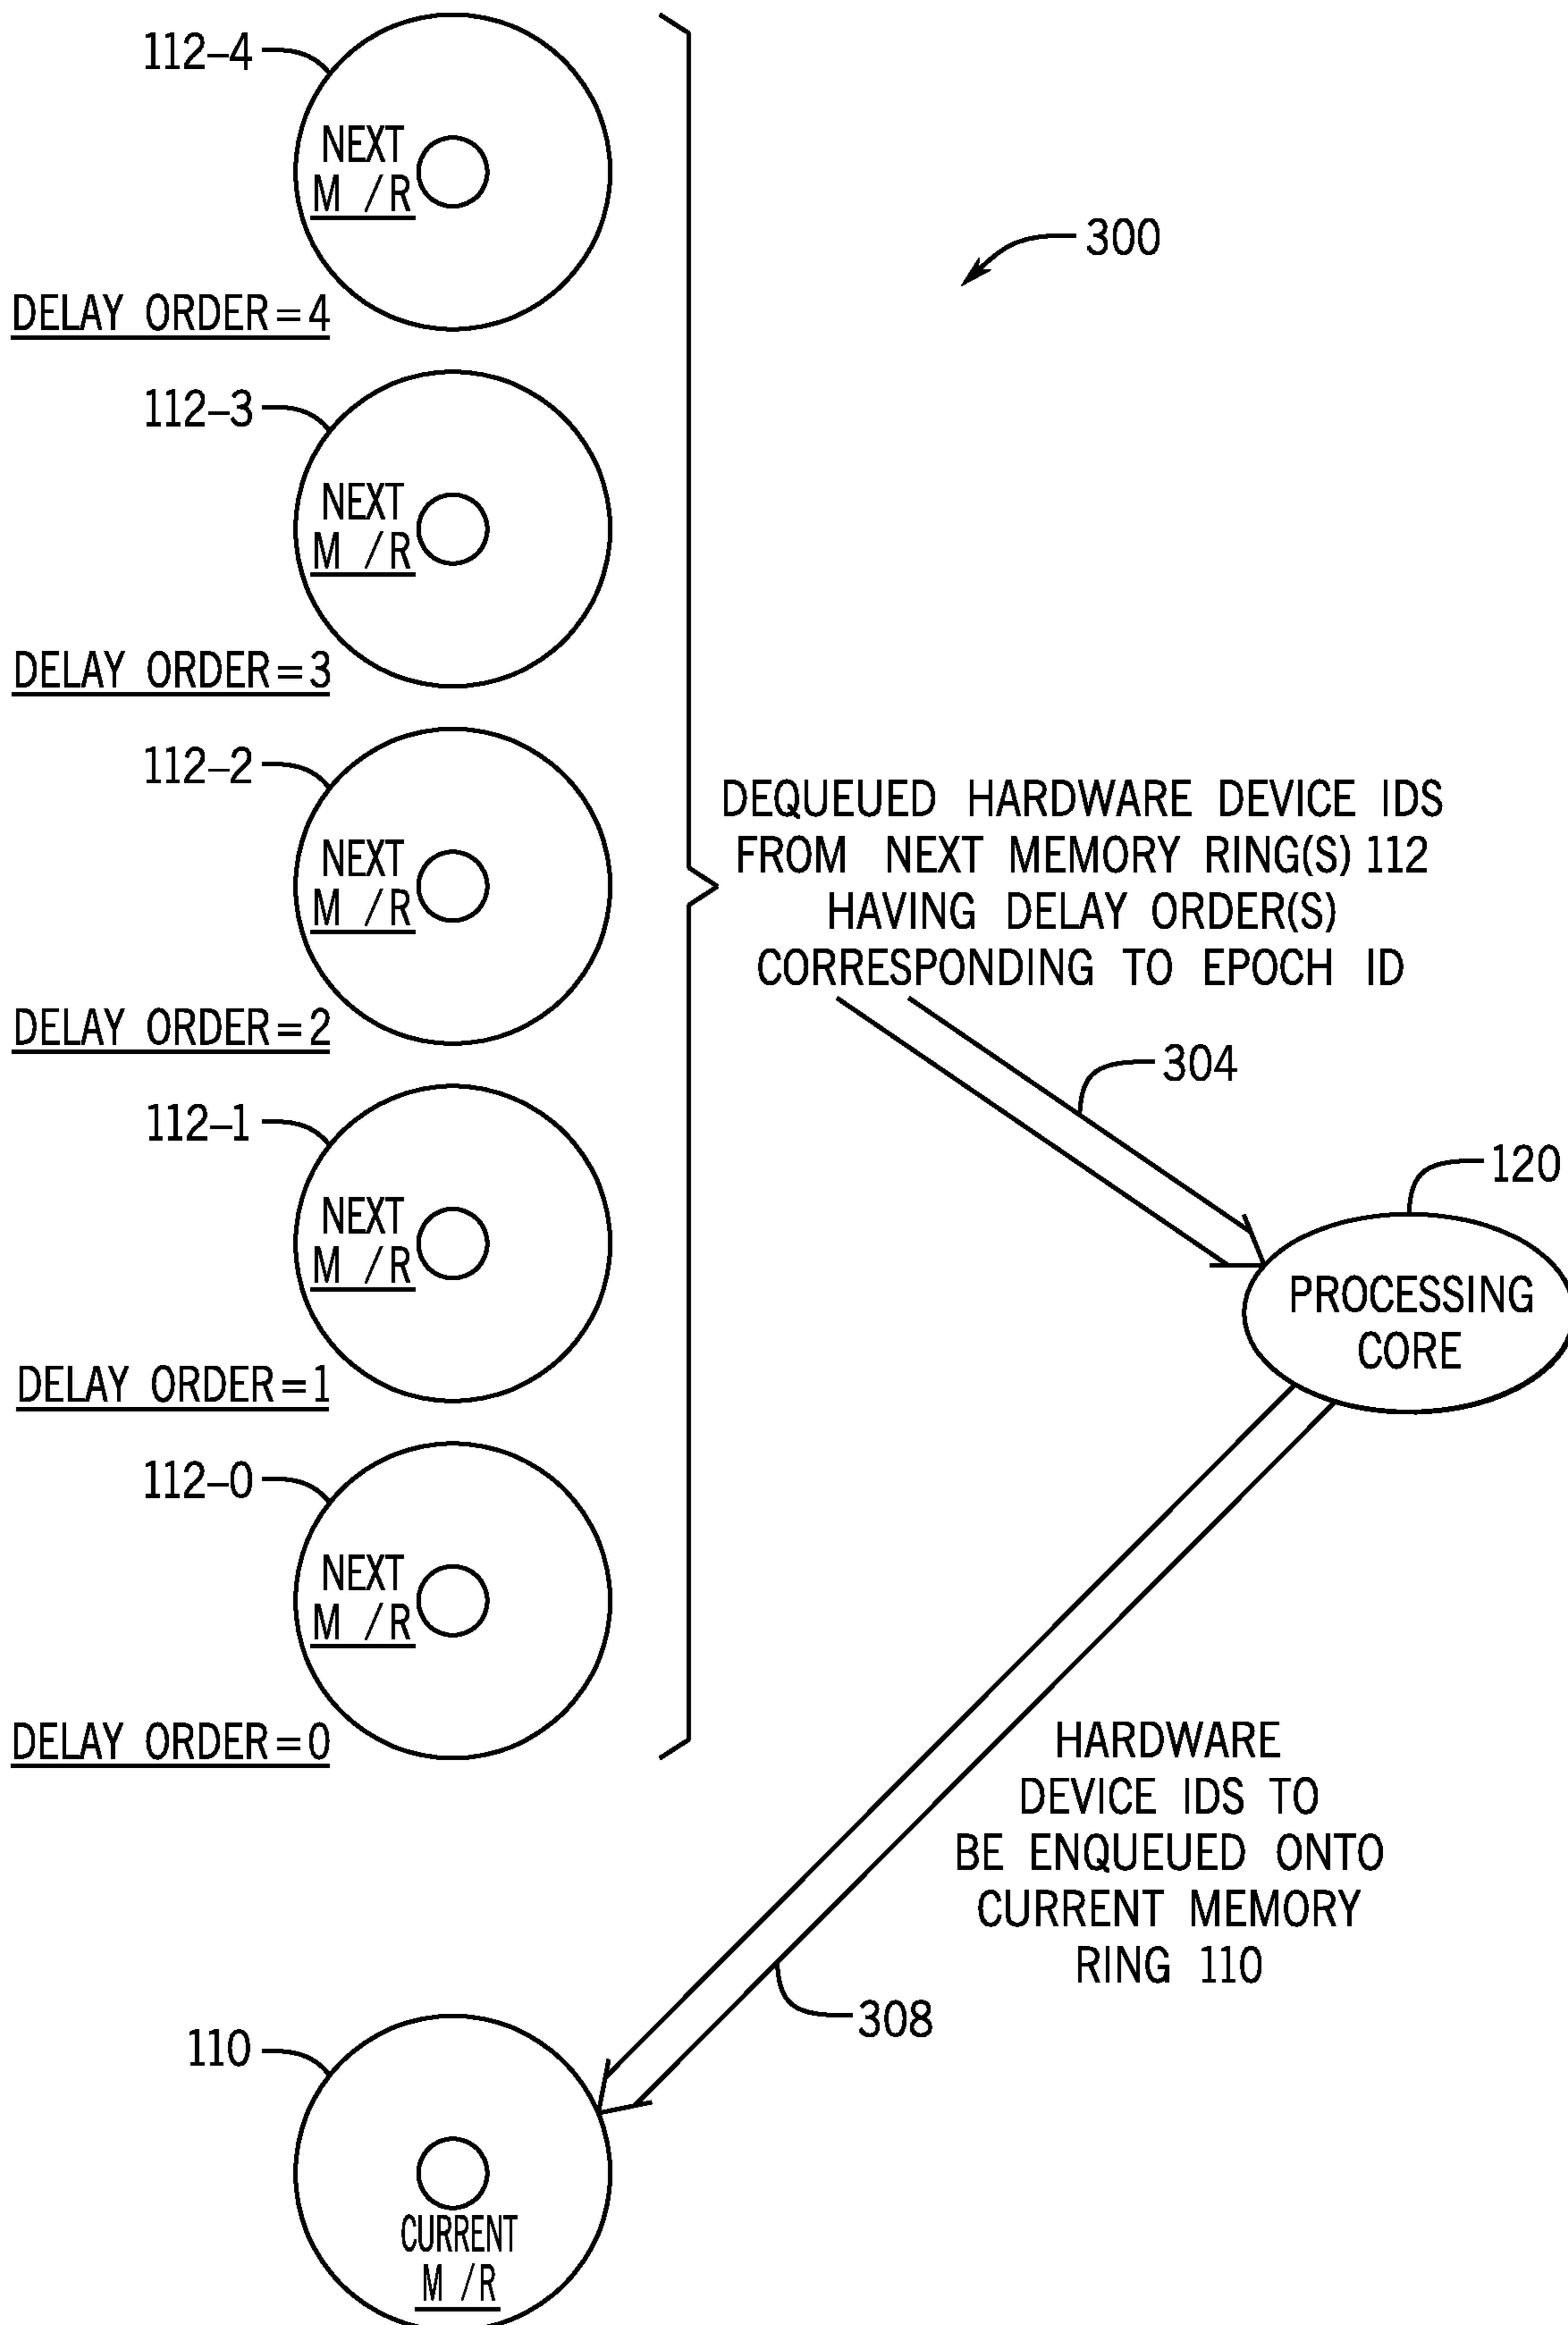 112–4
NEXT
M /R
300
DELAY ORDER=4
112–3
NEXT
M /R
DELAY ORDER=3
112–2
NEXT
M /R
DELAY ORDER=2
DEQUEUED HARDWARE DEVICE IDS
FROM NEXT MEMORY RING(S) 112
HAVING DELAY ORDER(S)
CORRESPONDING TO EPOCH ID
304
112–1
NEXT
M /R
DELAY ORDER=1
120
PROCESSING
CORE
112–0
NEXT
M /R
DELAY ORDER=0
HARDWARE
DEVICE IDS TO
BE ENQUEUED ONTO
CURRENT MEMORY
RING 110
308
110
CURRENT
M /R